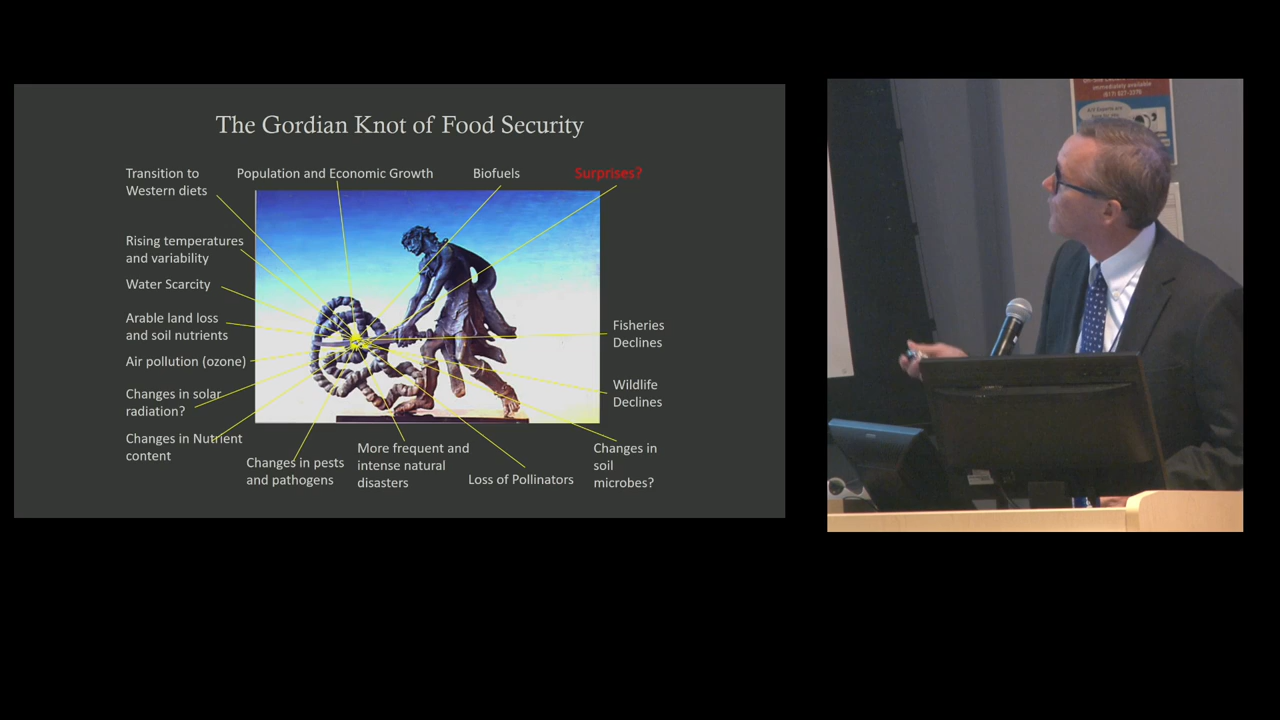 The Gordian Knot of Food Security
Transition to
Western diets
Population and Economic Growth
Biofuels
Surprises?
Rising temperatures
and variability
Water Scarcity
Arable land loss
and soil nutrients
Air pollution (ozone)
Changes in solar
radiation?
Changes in Nutrient
content
Changes in pests
and pathogens
More frequent and
intense natural
disasters
Loss of Pollinators
Changes in
soil
microbes?
Fisheries
Declines
Wildlife
Declines
immediately available